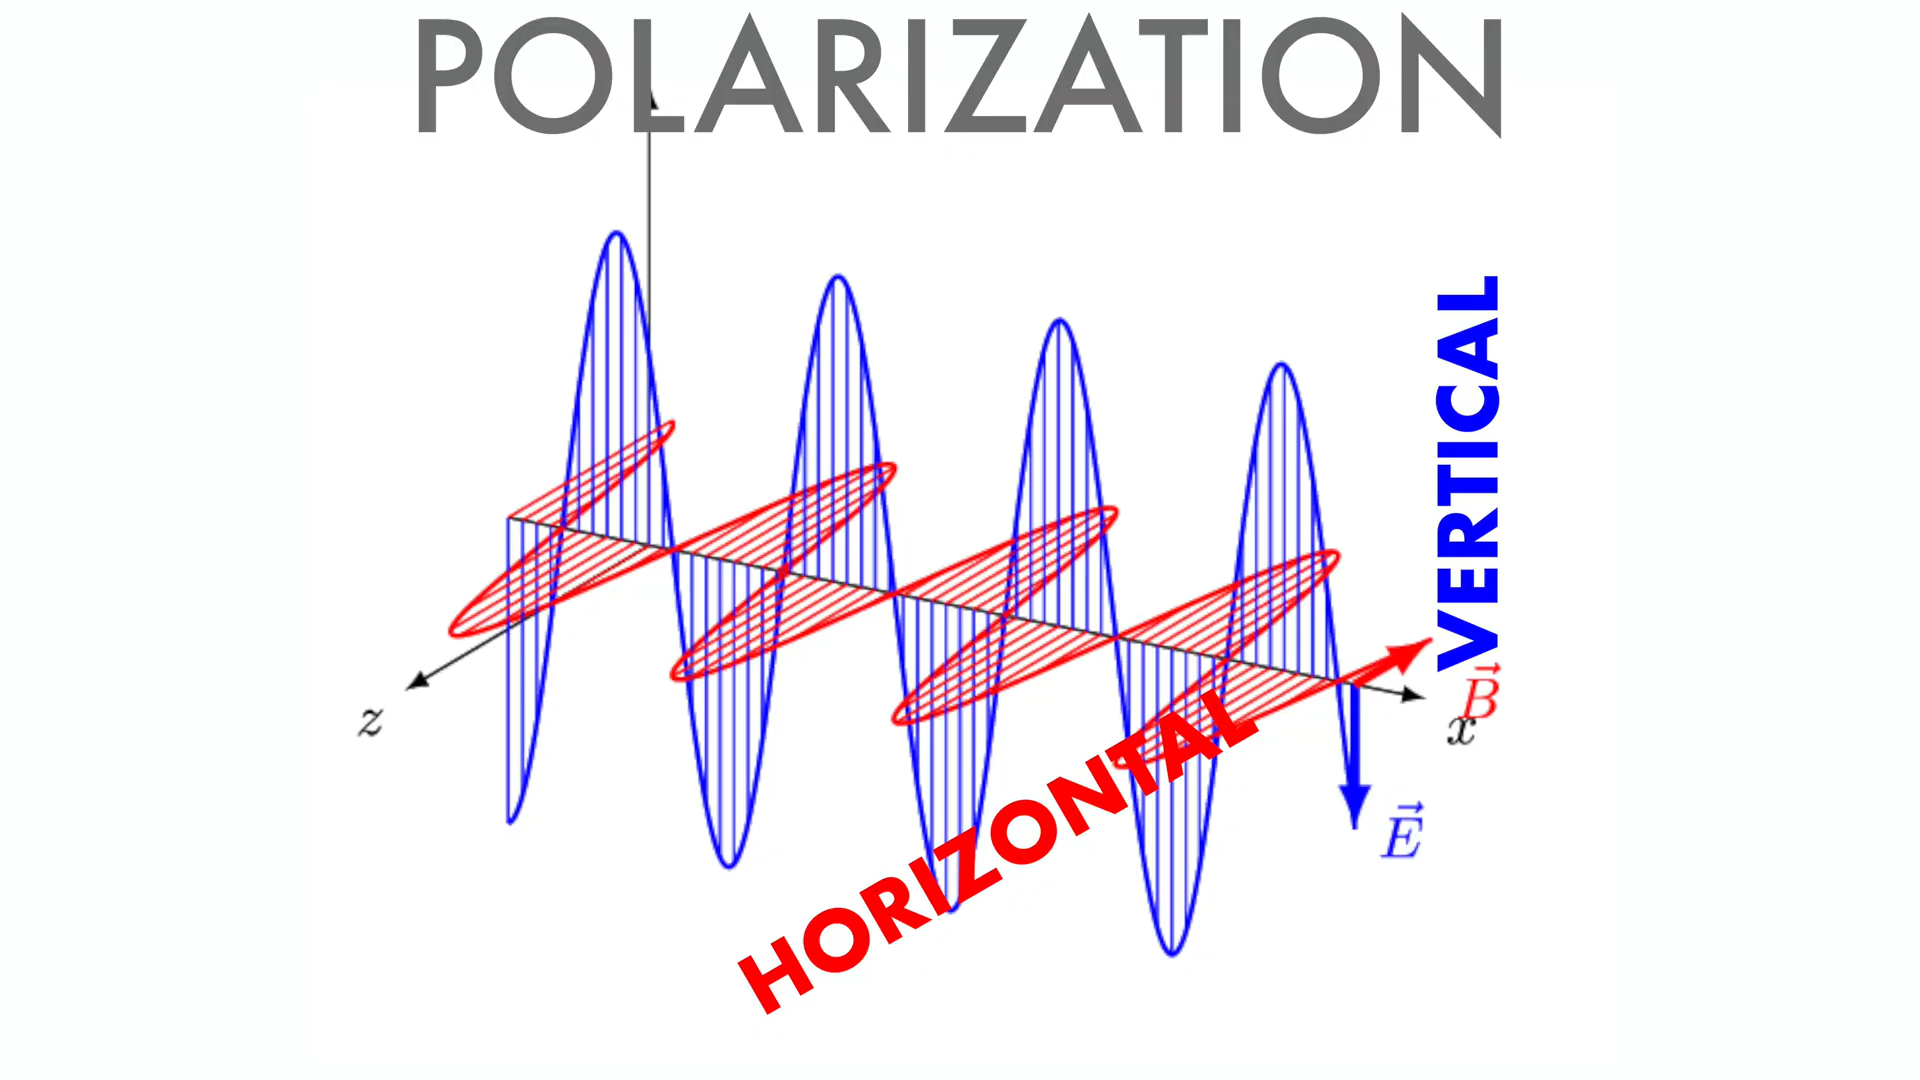 POLARIZATION
VERTICAL
z
B⃗
x
HORIZONTAL
E⃗